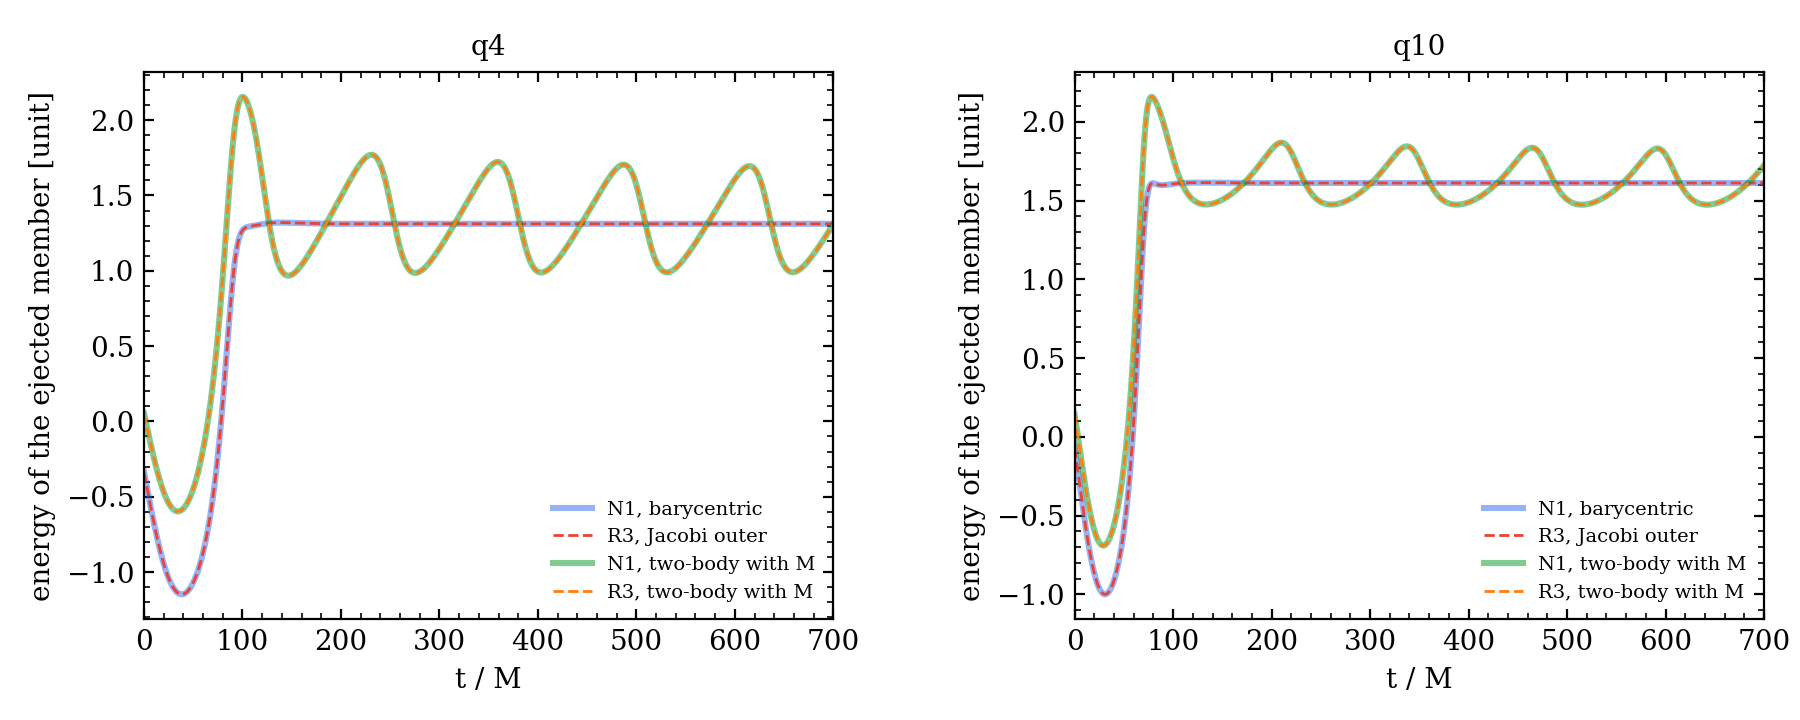 q4
energy of the ejected member [unit]
2.0
1.5
1.0
0.5
0.0
−0.5
−1.0
N1, barycentric
R3, Jacobi outer
N1, two-body with M
R3, two-body with M
0 100 200 300 400 500 600 700
t / M
q10
energy of the ejected member [unit]
2.0
1.5
1.0
0.5
0.0
−0.5
−1.0
N1, barycentric
R3, Jacobi outer
N1, two-body with M
R3, two-body with M
0 100 200 300 400 500 600 700
t / M